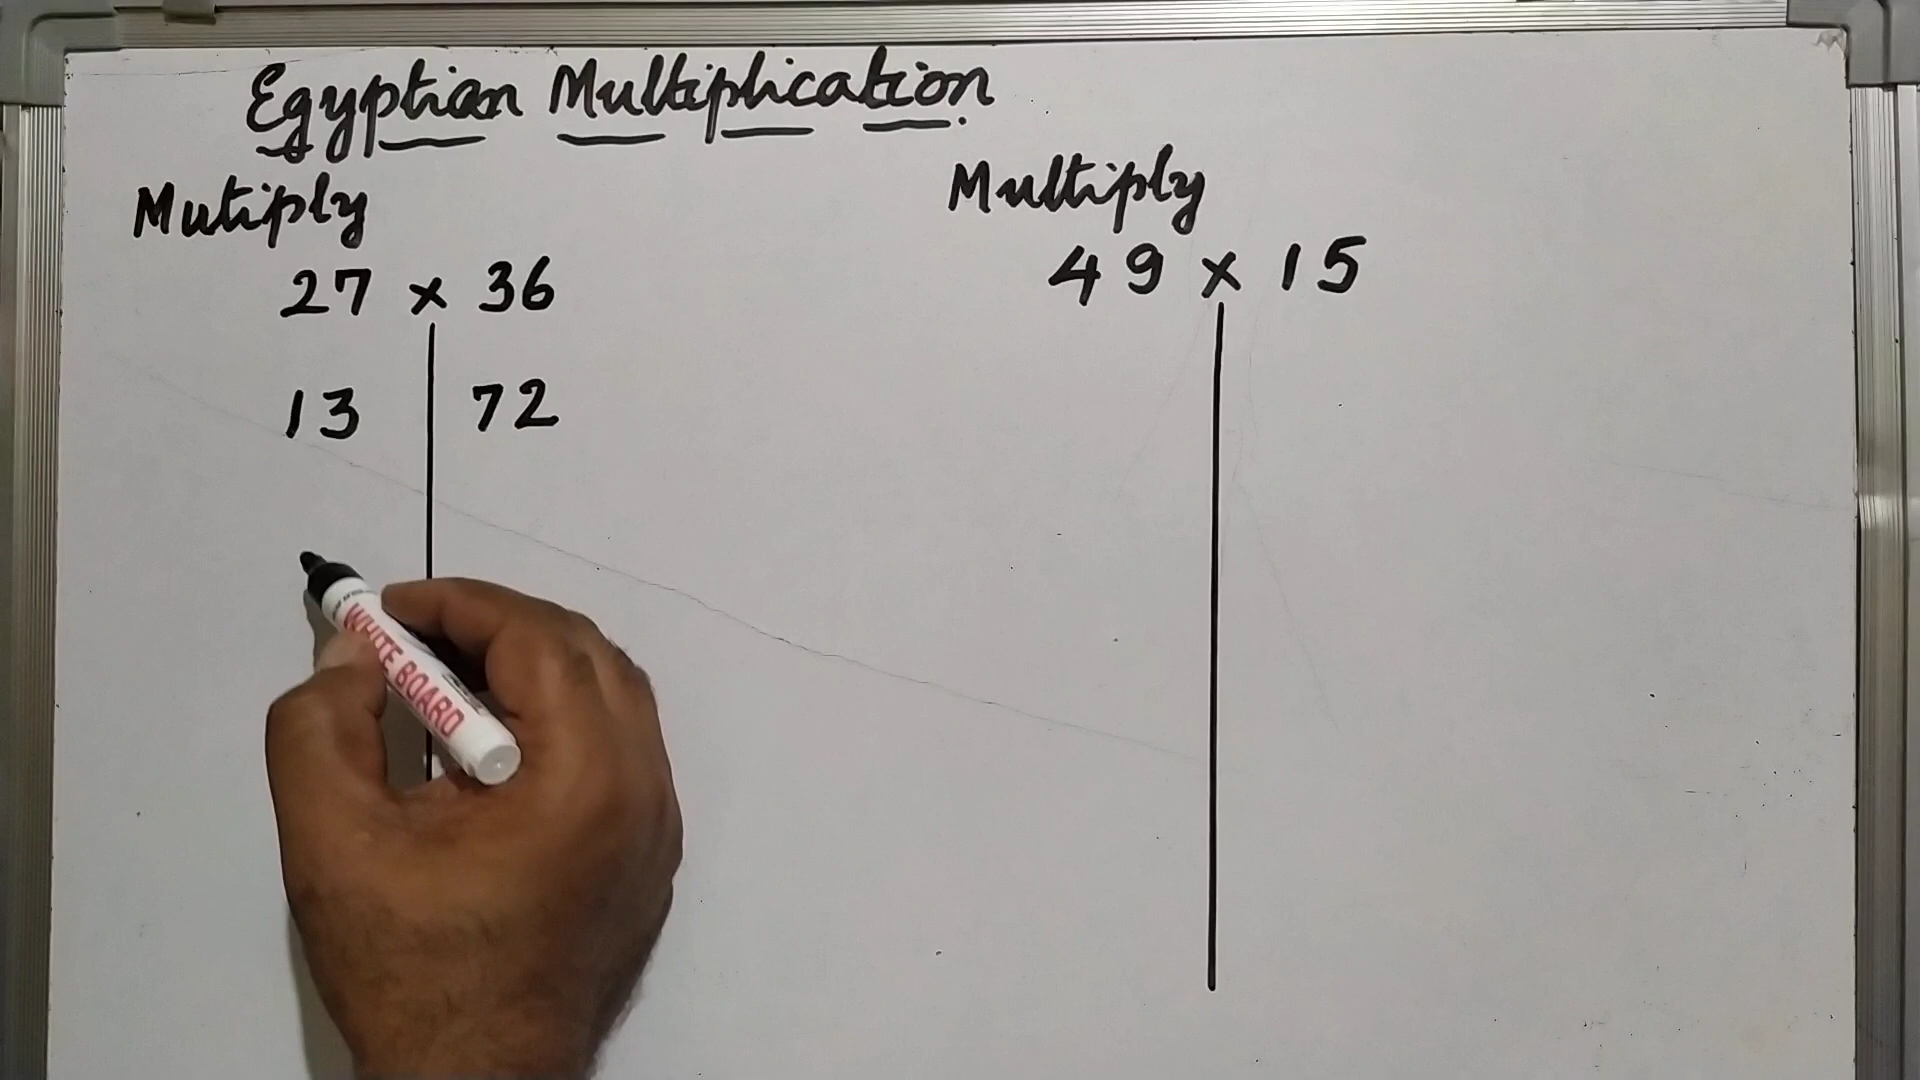 Egyptian Multiplication.
Mutiply
27 × 36
13 72
Multiply
49 × 15
WHITE BOARD